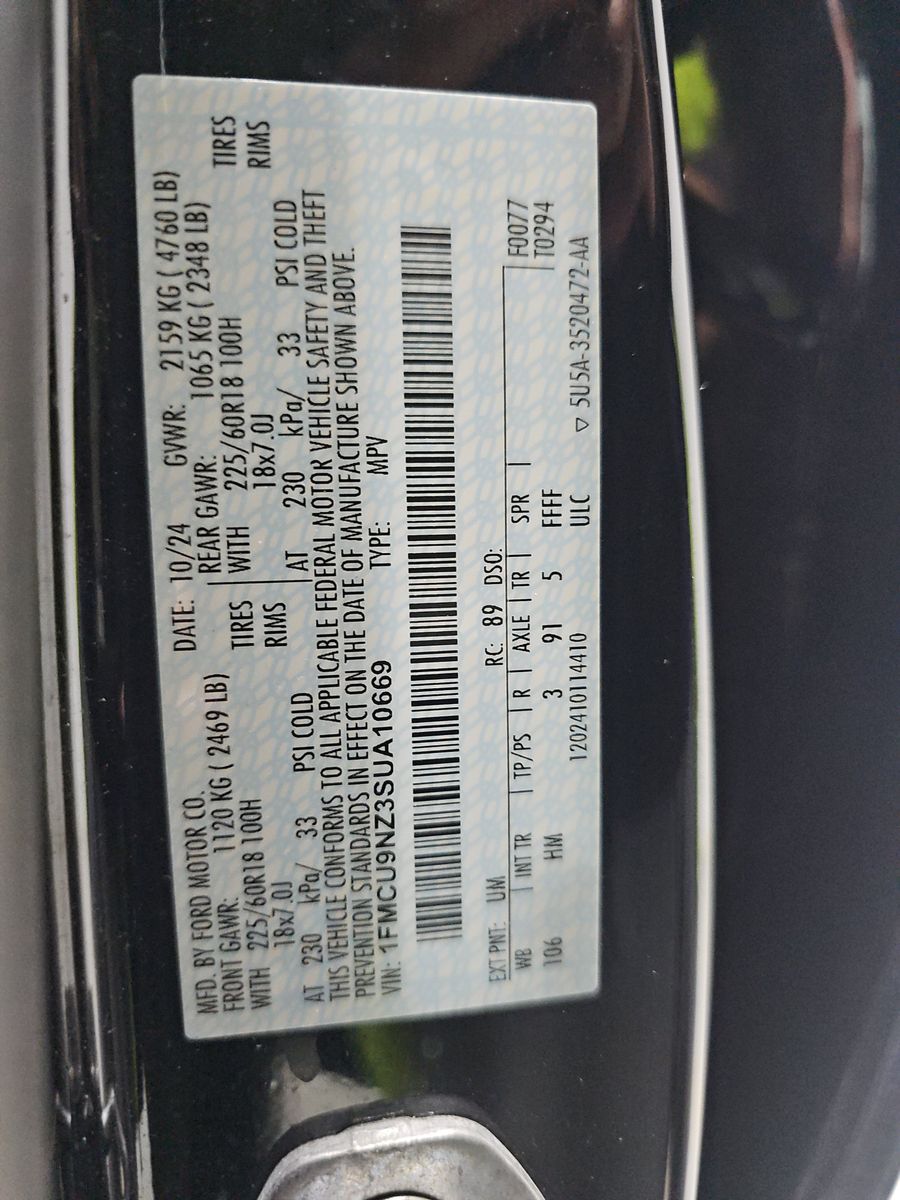 MFD. BY FORD MOTOR CO. DATE: 10/24 GVWR: 2159 KG ( 4760 LB)
FRONT GAWR: 1120 KG ( 2469 LB) REAR GAWR: 1065 KG ( 2348 LB)
WITH 225/60R18 100H TIRES WITH 225/60R18 100H TIRES
18x7.0J RIMS 18x7.0J RIMS
AT 230 kPa/ 33 PSI COLD AT 230 kPa/ 33 PSI COLD
THIS VEHICLE CONFORMS TO ALL APPLICABLE FEDERAL MOTOR VEHICLE SAFETY AND THEFT
PREVENTION STANDARDS IN EFFECT ON THE DATE OF MANUFACTURE SHOWN ABOVE.
VIN: 1FMCU9NZ3SUA10669 TYPE: MPV
EXT PNT: UM RC: 89 DSO:
WB | INT TR | TP/PS | R | AXLE | TR | SPR | F0077
106 HM 3 91 5 FFFF T0294
1202410114410 ULC ▽ 5U5A-3520472-AA